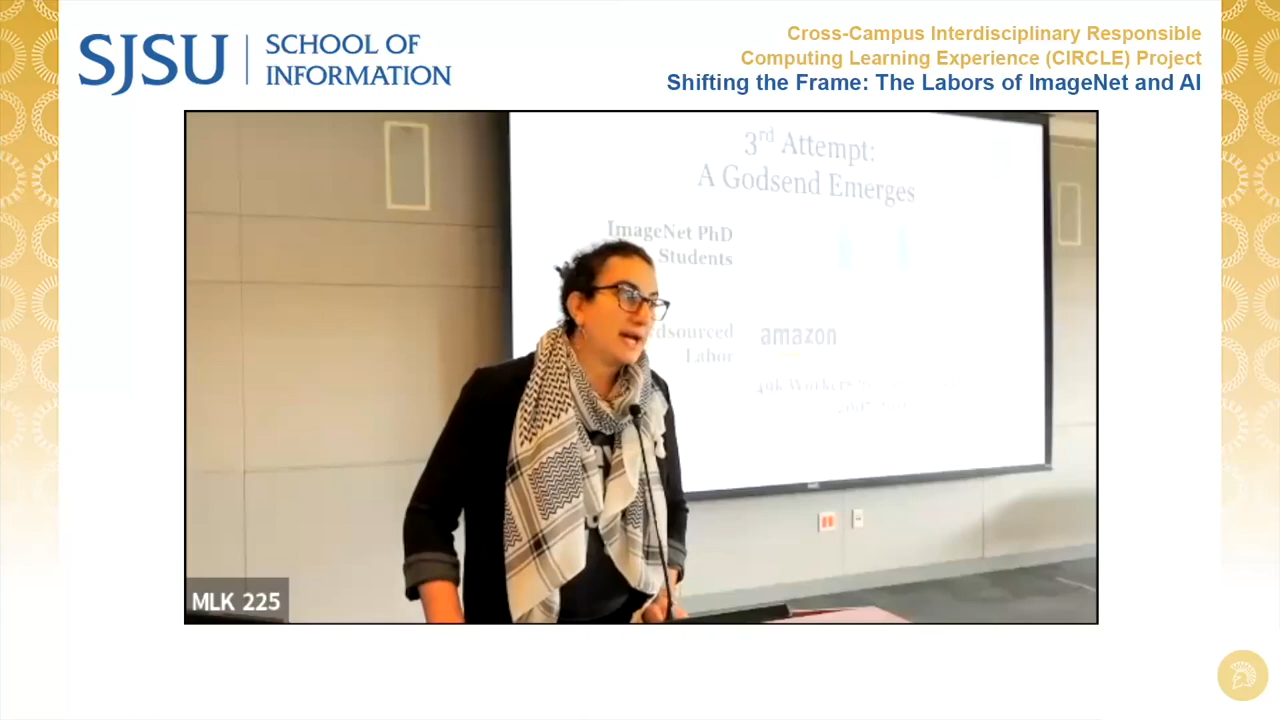 SJSU
SCHOOL OF
INFORMATION
Cross-Campus Interdisciplinary Responsible
Computing Learning Experience (CIRCLE) Project
Shifting the Frame: The Labors of ImageNet and AI
3rd Attempt:
A Godsend Emerges
ImageNet PhD
Students
amazon
Labor
Workers
MLK 225